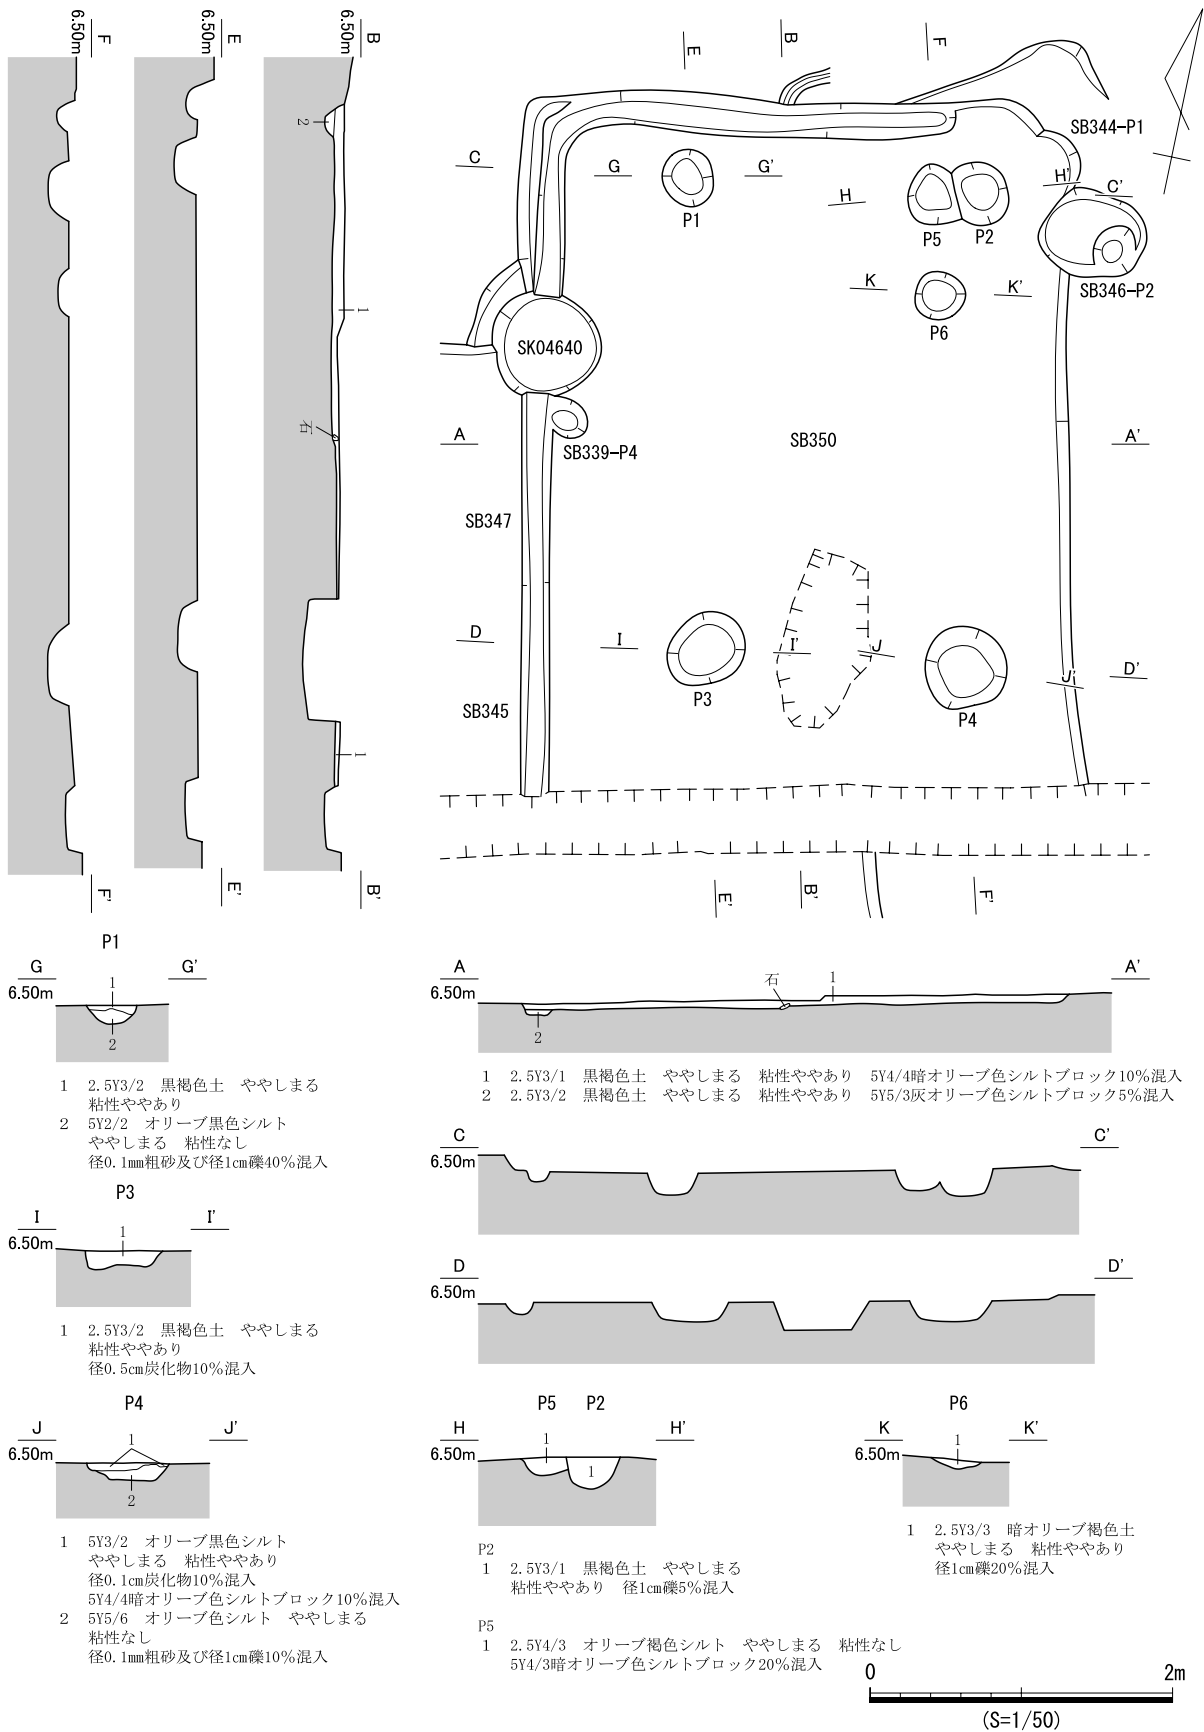 F
6.50m
E
6.50m
B
6.50m
2
1
石
1
F'
E'
B'
E
B
F
SB344-P1
C
G
G'
H
H'
C'
P1
P5
P2
K
K'
SB346-P2
P6
SK04640
A
SB339-P4
SB350
A'
SB347
D
I
I'
J
J'
D'
P3
P4
SB345
E'
B'
F'
P1
G
G'
6.50m
1
2
1 2.5Y3/2 黒褐色土 ややしまる
粘性ややあり
2 5Y2/2 オリーブ黒色シルト
ややしまる 粘性なし
径0.1mm粗砂及び径1cm礫40%混入
P3
I
I'
6.50m
1
1 2.5Y3/2 黒褐色土 ややしまる
粘性ややあり
径0.5cm炭化物10%混入
P4
J
J'
6.50m
1
2
1 5Y3/2 オリーブ黒色シルト
ややしまる 粘性ややあり
径0.1cm炭化物10%混入
5Y4/4暗オリーブ色シルトブロック10%混入
2 5Y5/6 オリーブ色シルト ややしまる
粘性なし
径0.1mm粗砂及び径1cm礫10%混入
A
A'
6.50m
石
1
2
1 2.5Y3/1 黒褐色土 ややしまる 粘性ややあり 5Y4/4暗オリーブ色シルトブロック10%混入
2 2.5Y3/2 黒褐色土 ややしまる 粘性ややあり 5Y5/3灰オリーブ色シルトブロック5%混入
C
C'
6.50m
D
D'
6.50m
P5 P2
H
H'
6.50m
1
1
P2
1 2.5Y3/1 黒褐色土 ややしまる
粘性ややあり 径1cm礫5%混入
P5
1 2.5Y4/3 オリーブ褐色シルト ややしまる 粘性なし
5Y4/3暗オリーブ色シルトブロック20%混入
P6
K
K'
6.50m
1
1 2.5Y3/3 暗オリーブ褐色土
ややしまる 粘性ややあり
径1cm礫20%混入
0 2m
(S=1/50)